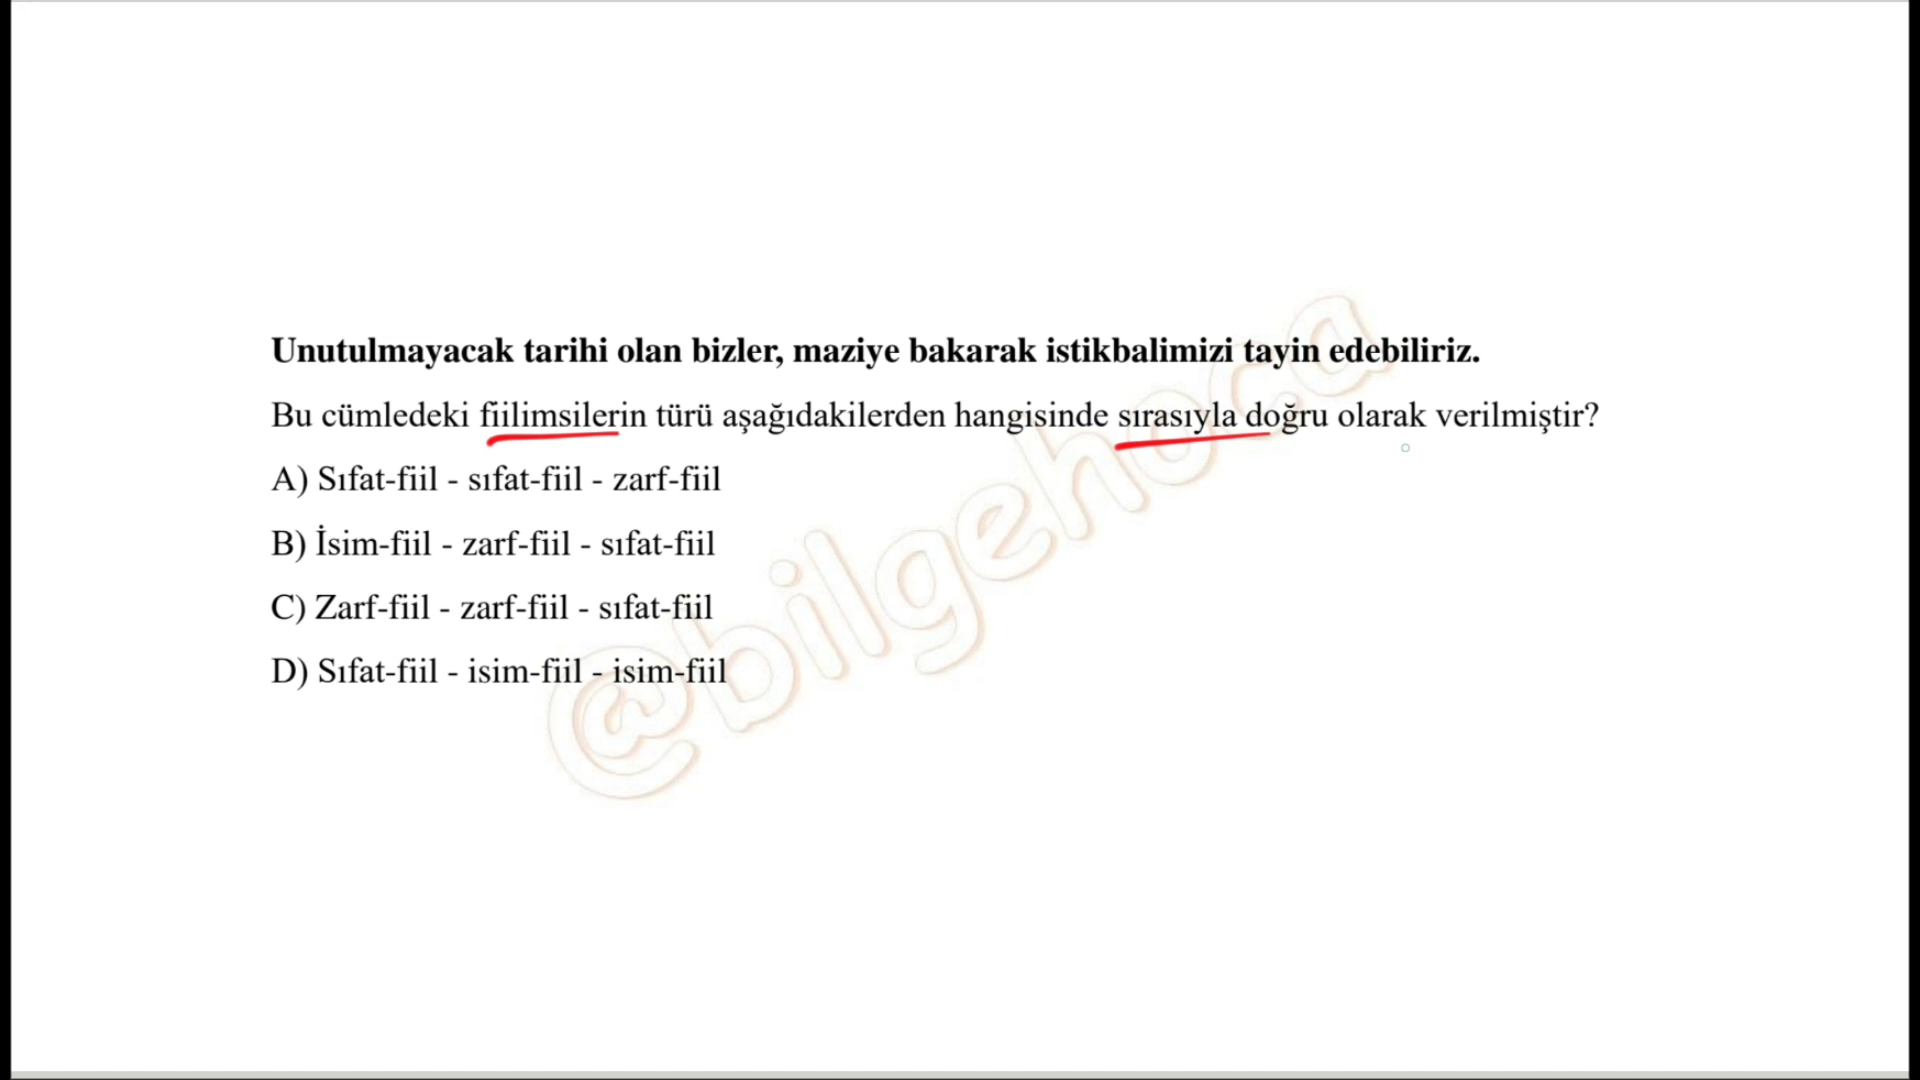 Unutulmayacak tarihi olan bizler, maziye bakarak istikbalimizi tayin edebiliriz.
Bu cümledeki fiilimsilerin türü aşağıdakilerden hangisinde sırasıyla doğru olarak verilmiştir?
A) Sıfat-fiil - sıfat-fiil - zarf-fiil
B) İsim-fiil - zarf-fiil - sıfat-fiil
C) Zarf-fiil - zarf-fiil - sıfat-fiil
D) Sıfat-fiil - isim-fiil - isim-fiil
@bilgehoca